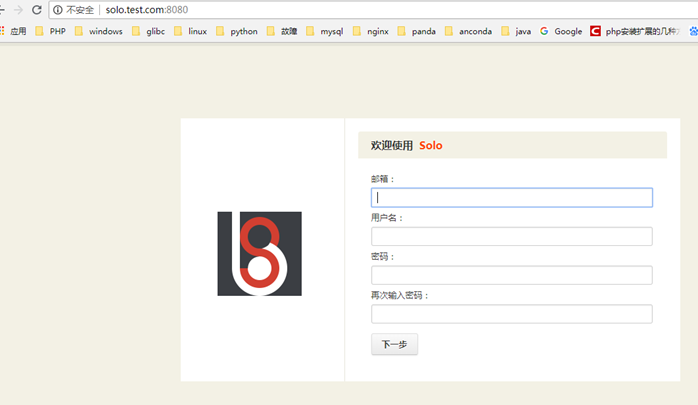 不安全 solo.test.com:8080
应用 PHP windows glibc linux python 故障 mysql nginx panda anconda java Google php安装扩展的几种
欢迎使用 Solo
邮箱：
用户名：
密码：
再次输入密码：
下一步